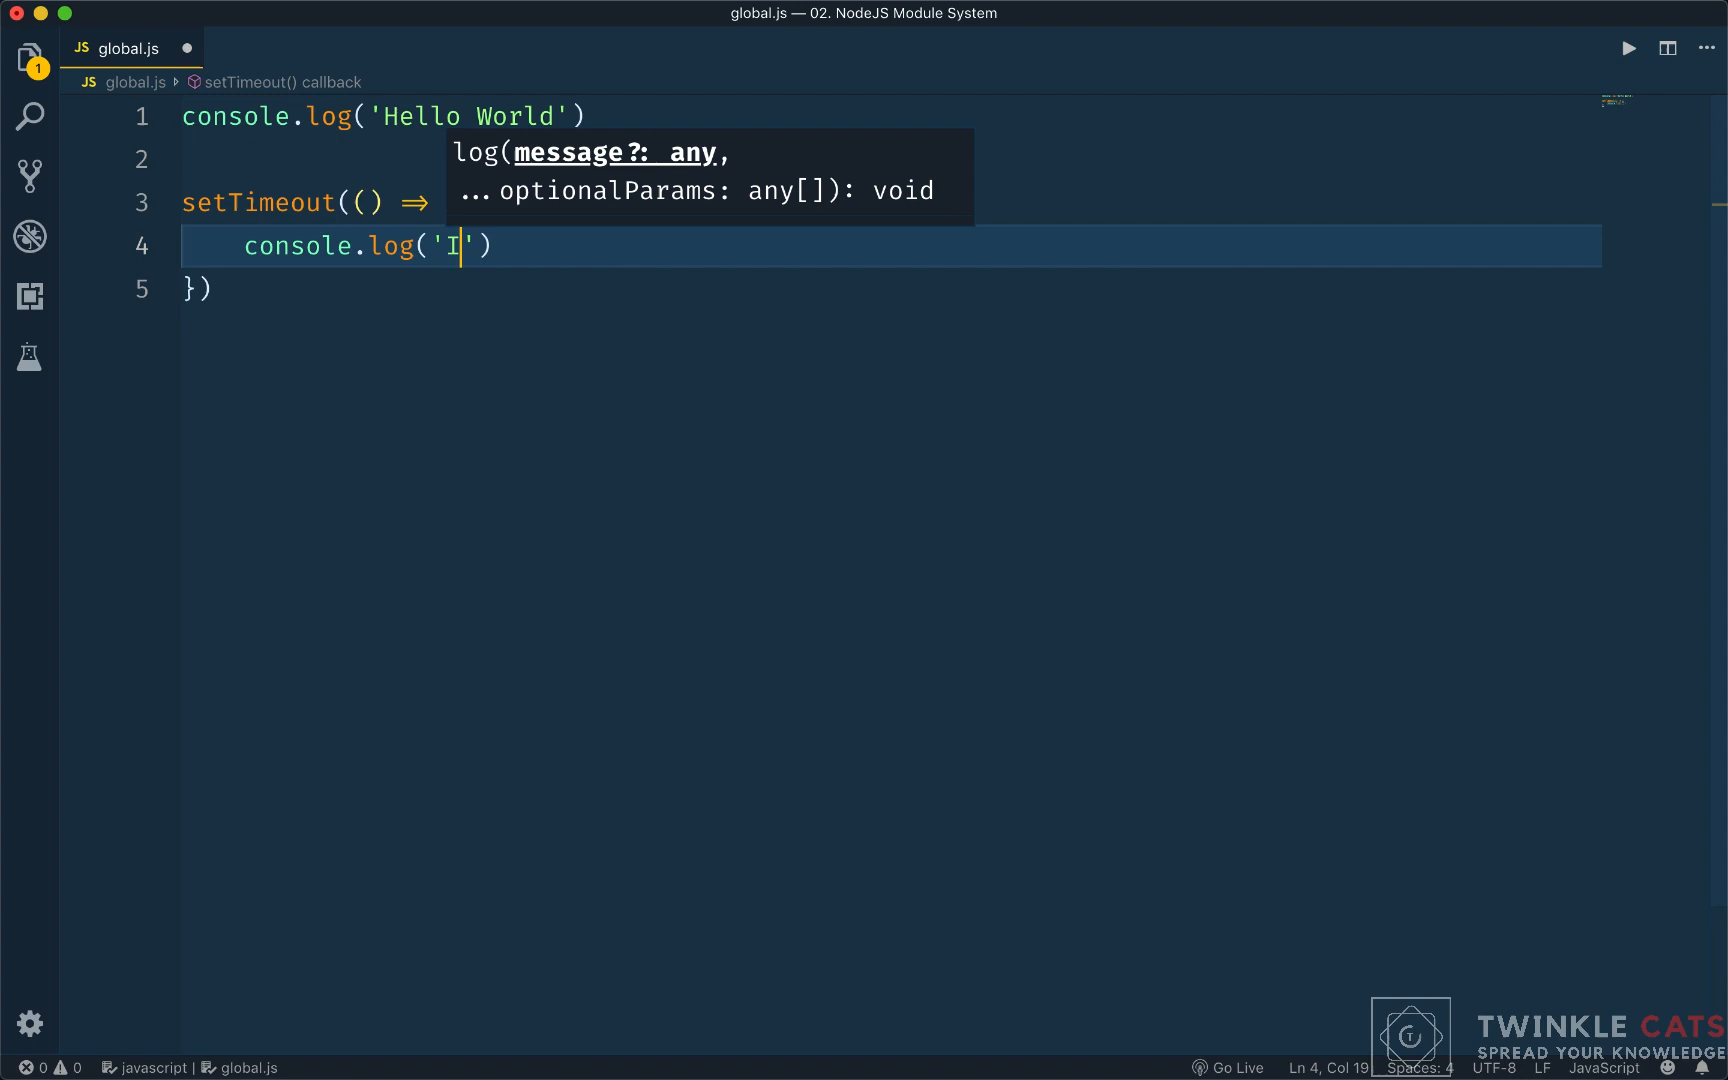 global.js — 02. NodeJS Module System
JS global.js
1
JS global.js setTimeout() callback
1 console.log('Hello World')
log(message?: any,
2
...optionalParams: any[]): void
3 setTimeout(() =>
4 console.log('I')
5 })
TWINKLE CATS
SPREAD YOUR KNOWLEDGE
0 0 javascript | global.js Go Live Ln 4, Col 19 Spaces: 4 UTF-8 LF JavaScript